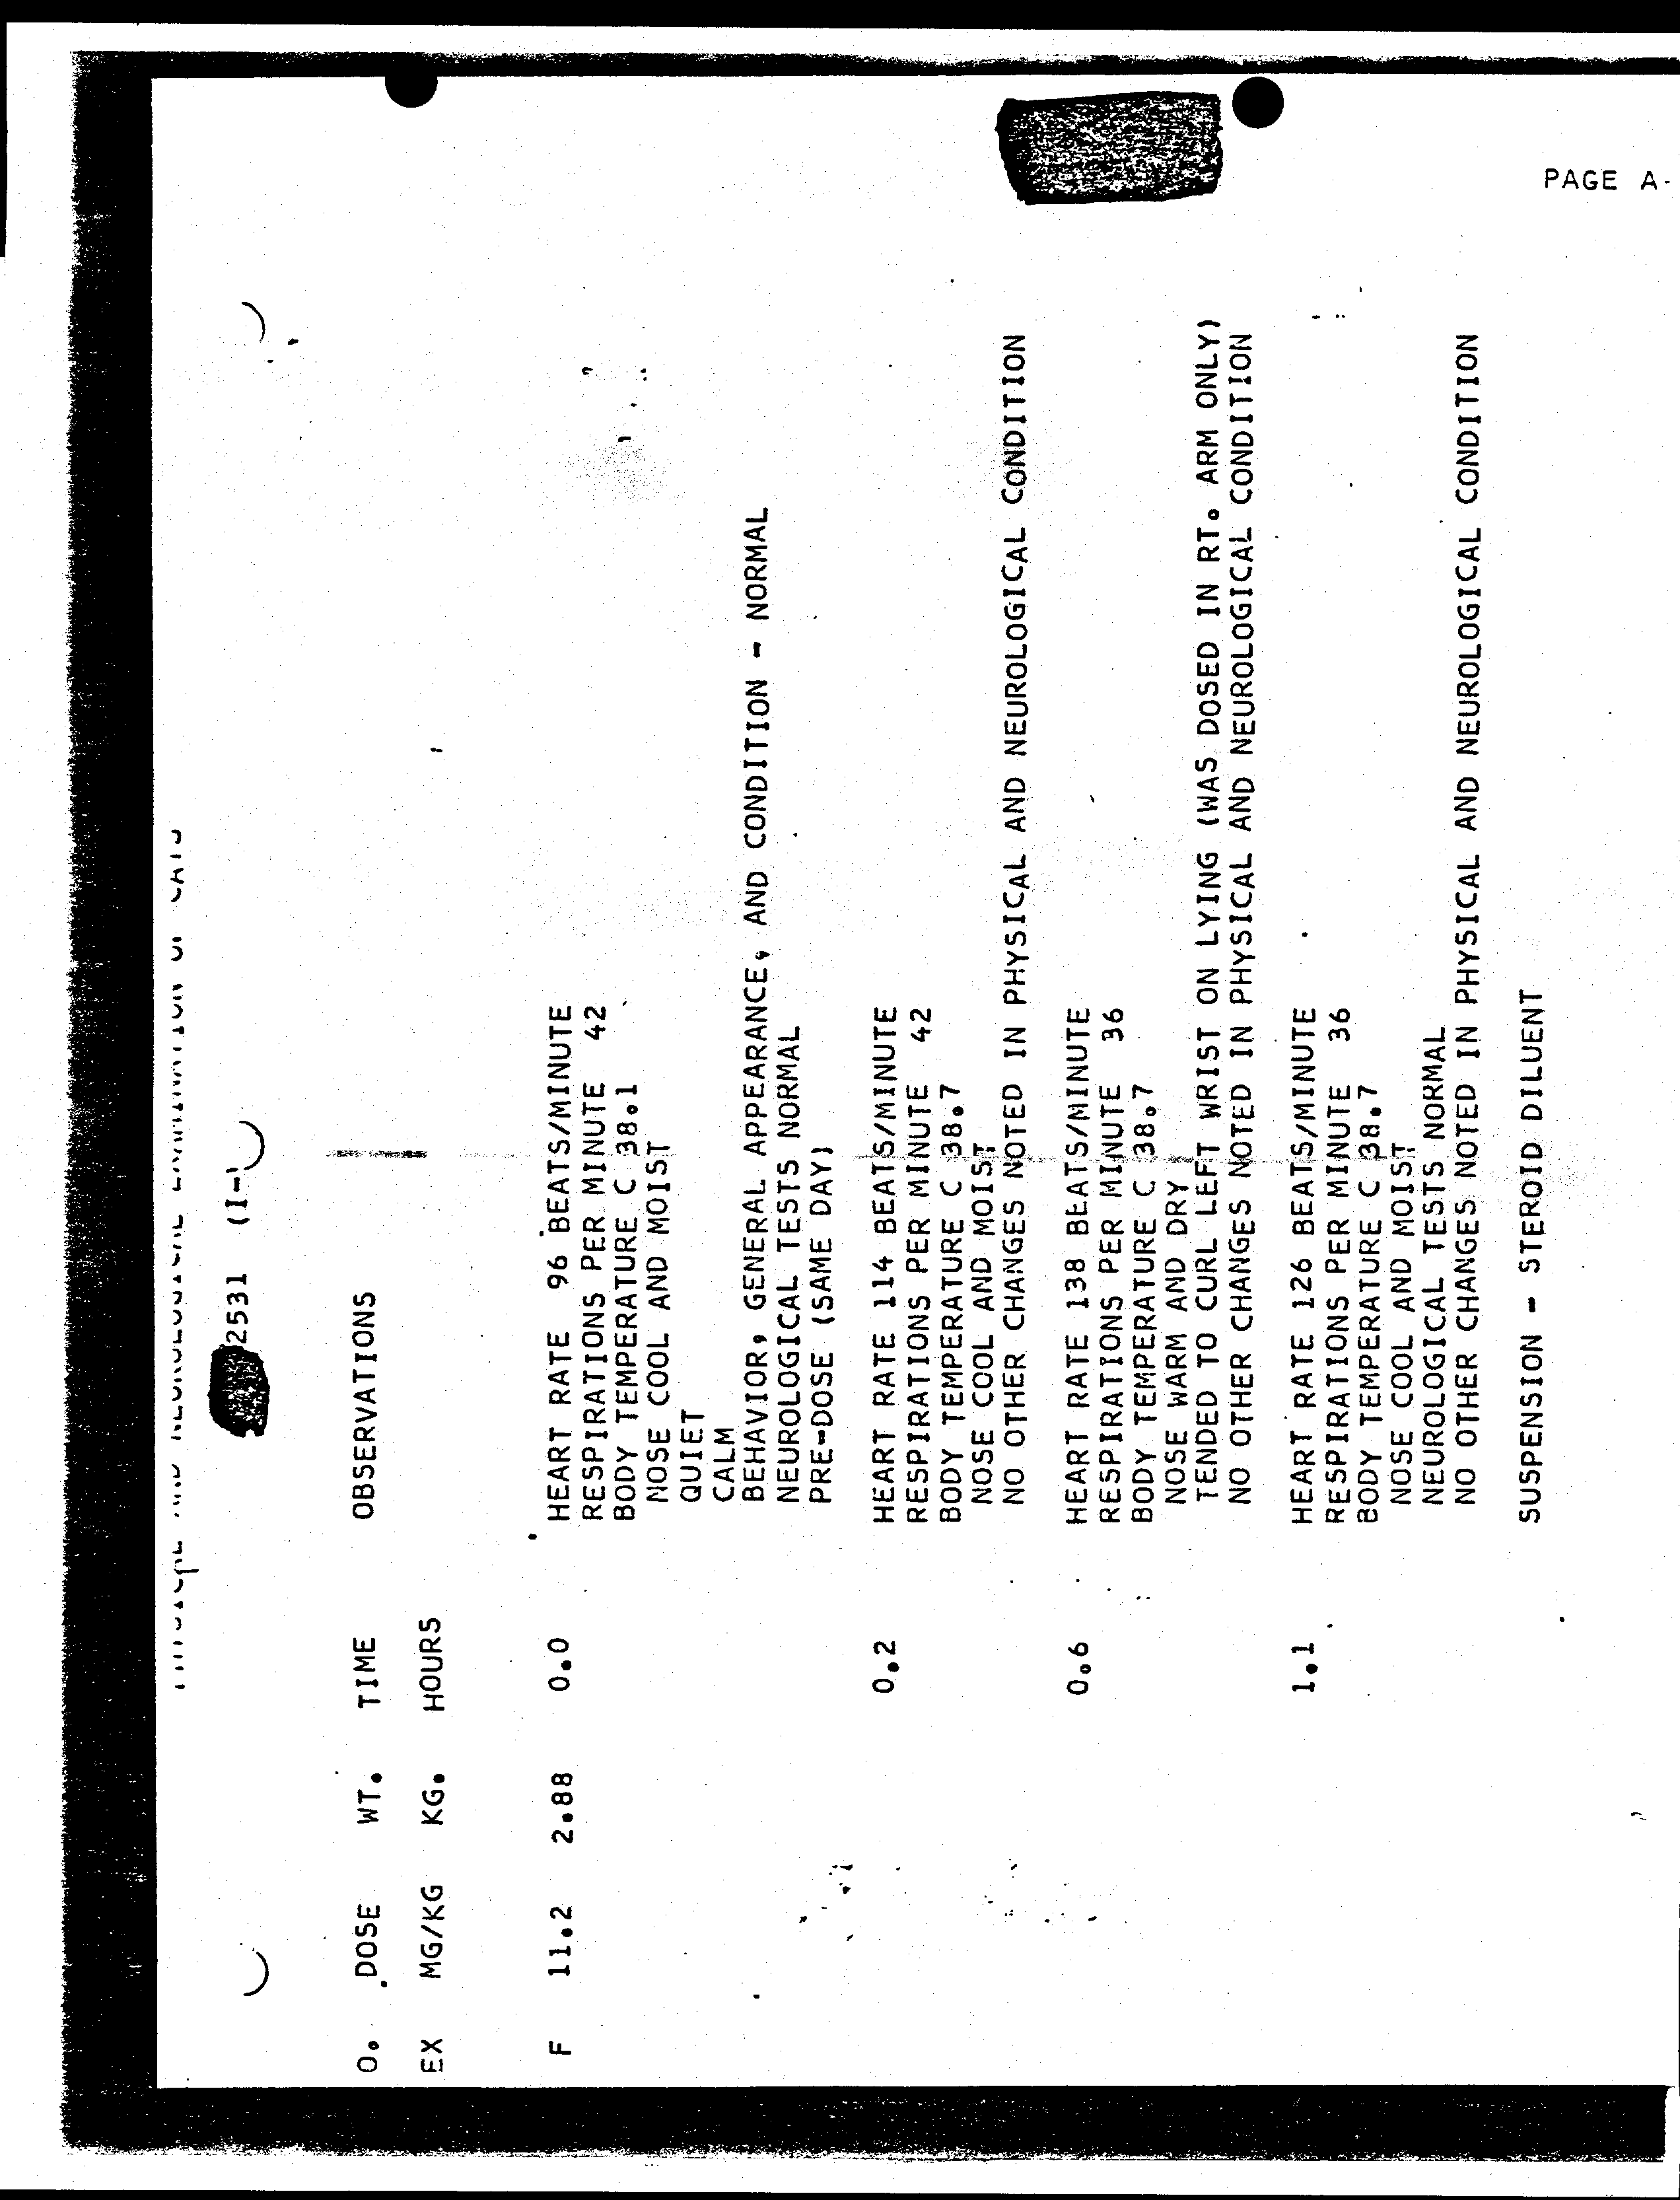 PAGE A-
AND NEUROLOGICAL EXAMINATION OF CATS
2531 (I-
O. DOSE WT. TIME OBSERVATIONS
EX MG/KG KG. HOURS
F 11.2 2.88 0.0 HEART RATE 96 BEATS/MINUTE
RESPIRATIONS PER MINUTE 42
BODY TEMPERATURE C 38.1
NOSE COOL AND MOIST
QUIET
CALM
BEHAVIOR, GENERAL APPEARANCE, AND CONDITION - NORMAL
NEUROLOGICAL TESTS NORMAL
PRE-DOSE (SAME DAY)
0.2 HEART RATE 114 BEATS/MINUTE
RESPIRATIONS PER MINUTE 42
BODY TEMPERATURE C 38.7
NOSE COOL AND MOIST
NO OTHER CHANGES NOTED IN PHYSICAL AND NEUROLOGICAL CONDITION
0.6 HEART RATE 138 BEATS/MINUTE
RESPIRATIONS PER MINUTE 36
BODY TEMPERATURE C 38.7
NOSE WARM AND DRY
TENDED TO CURL LEFT WRIST ON LYING (WAS DOSED IN RT. ARM ONLY)
NO OTHER CHANGES NOTED IN PHYSICAL AND NEUROLOGICAL CONDITION
1.1 HEART RATE 126 BEATS/MINUTE
RESPIRATIONS PER MINUTE 36
BODY TEMPERATURE C 38.7
NOSE COOL AND MOIST
NEUROLOGICAL TESTS NORMAL
NO OTHER CHANGES NOTED IN PHYSICAL AND NEUROLOGICAL CONDITION
SUSPENSION - STEROID DILUENT